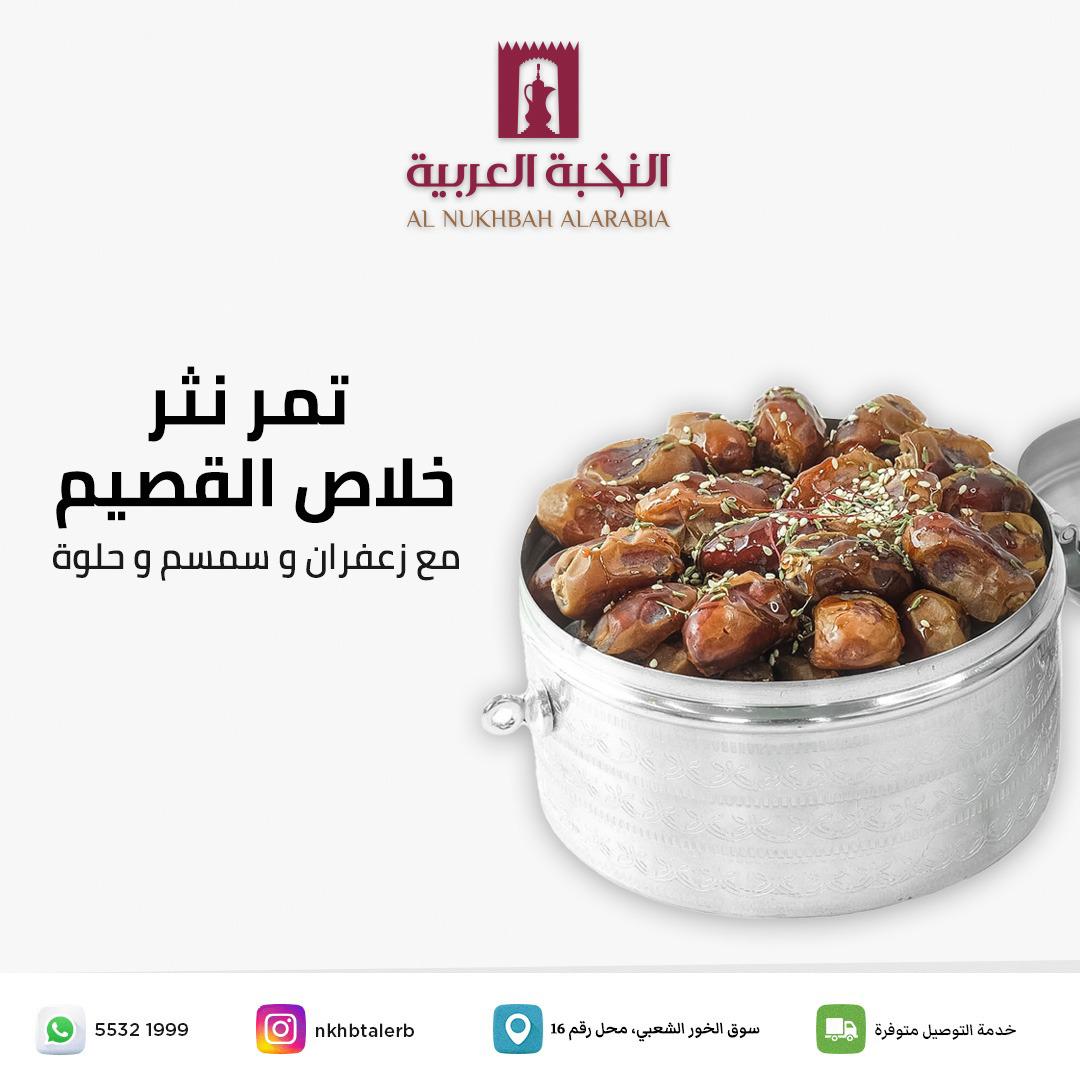 النخبة العربية
AL NUKHBAH ALARABIA
تمر نثر
خلاص القصيم
مع زعفران و سمسم و حلوة
خدمة التوصيل متوفرة
سوق الخور الشعبي، محل رقم 16
nkhbtalerb
5532 1999